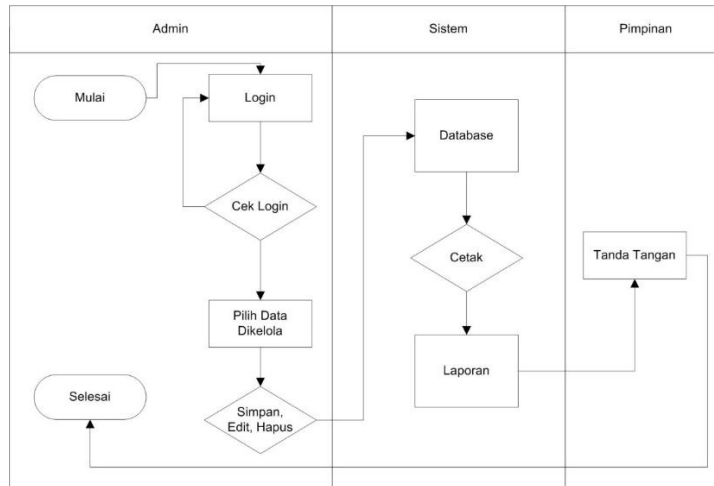 Admin
Sistem
Pimpinan
Mulai
Login
Database
Cek Login
Cetak
Tanda Tangan
Pilih Data
Dikelola
Laporan
Selesai
Simpan,
Edit, Hapus